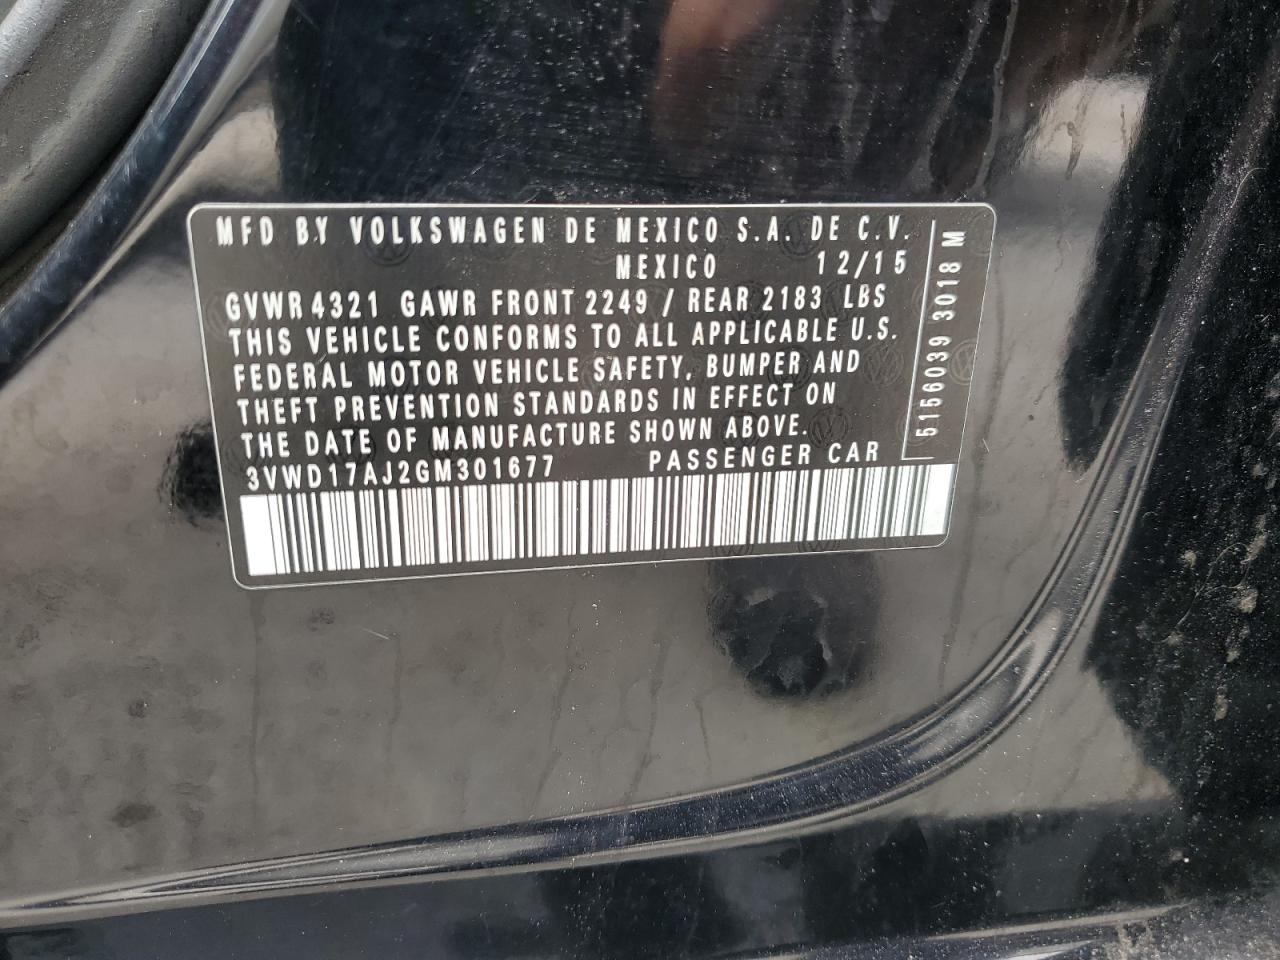 MFD BY VOLKSWAGEN DE MEXICO S.A. DE C.V.
MEXICO 12/15
GVWR 4321 GAWR FRONT 2249 / REAR 2183 LBS
THIS VEHICLE CONFORMS TO ALL APPLICABLE U.S.
FEDERAL MOTOR VEHICLE SAFETY, BUMPER AND
THEFT PREVENTION STANDARDS IN EFFECT ON
THE DATE OF MANUFACTURE SHOWN ABOVE.
3VWD17AJ2GM301677 PASSENGER CAR
5156039 3018 M